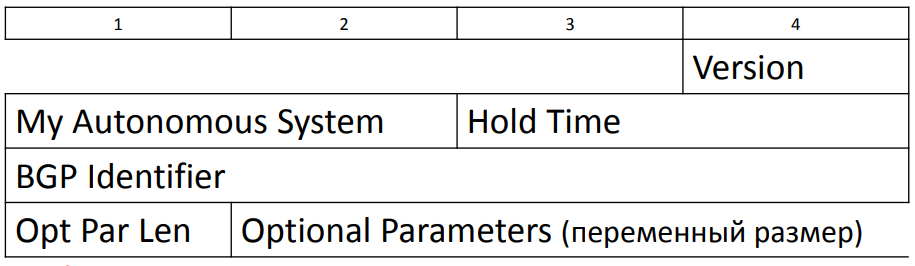 1 2 3 4
Version
My Autonomous System Hold Time
BGP Identifier
Opt Par Len Optional Parameters (переменный размер)